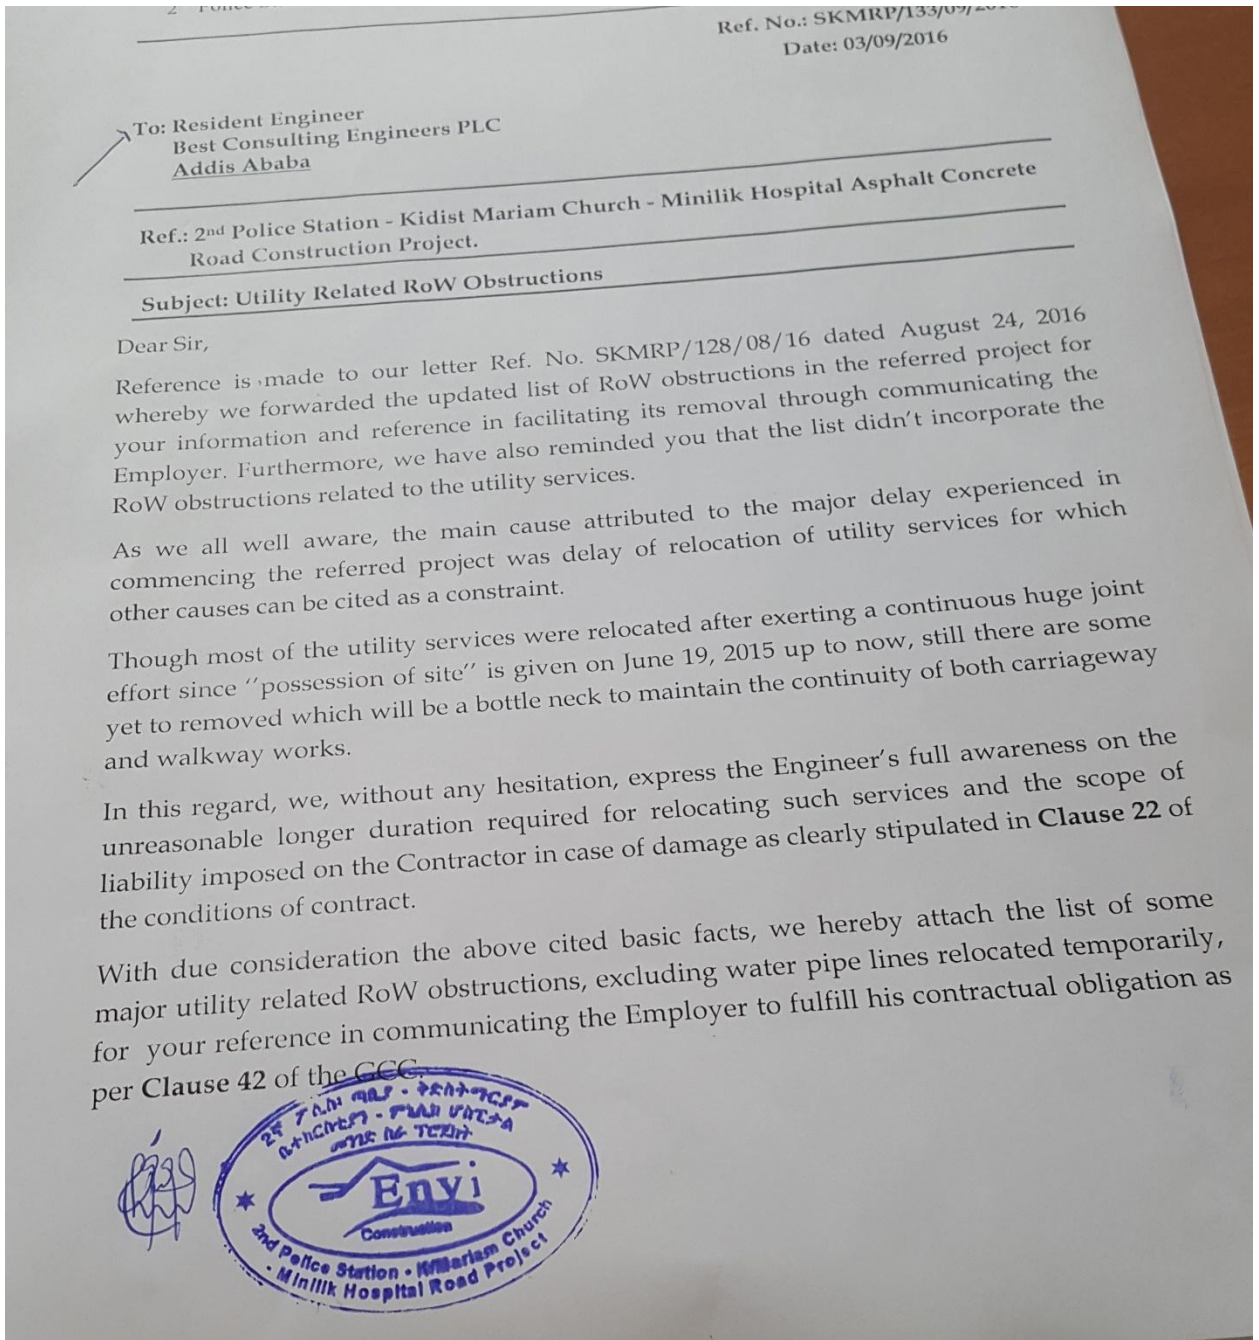 Ref. No.: SKMRP/133/09/2016
Date: 03/09/2016
To: Resident Engineer
Best Consulting Engineers PLC
Addis Ababa
Ref.: 2nd Police Station - Kidist Mariam Church - Minilik Hospital Asphalt Concrete
Road Construction Project.
Subject: Utility Related RoW Obstructions
Dear Sir,
Reference is made to our letter Ref. No. SKMRP/128/08/16 dated August 24, 2016
whereby we forwarded the updated list of RoW obstructions in the referred project for
your information and reference in facilitating its removal through communicating the
Employer. Furthermore, we have also reminded you that the list didn't incorporate the
RoW obstructions related to the utility services.
As we all well aware, the main cause attributed to the major delay experienced in
commencing the referred project was delay of relocation of utility services for which
other causes can be cited as a constraint.
Though most of the utility services were relocated after exerting a continuous huge joint
effort since ''possession of site'' is given on June 19, 2015 up to now, still there are some
yet to removed which will be a bottle neck to maintain the continuity of both carriageway
and walkway works.
In this regard, we, without any hesitation, express the Engineer's full awareness on the
unreasonable longer duration required for relocating such services and the scope of
liability imposed on the Contractor in case of damage as clearly stipulated in Clause 22 of
the conditions of contract.
With due consideration the above cited basic facts, we hereby attach the list of some
major utility related RoW obstructions, excluding water pipe lines relocated temporarily,
for your reference in communicating the Employer to fulfill his contractual obligation as
per Clause 42 of the GCC.
2ኛ ፖሊስ ጣቢያ - ቅድስት ማርያም
ቤተክርስቲያን - ምኒልክ ሆስፒታል
መንገድ ስራ ፕሮጀክት
Envi
Construction
2nd Police Station - K/Mariam Church
- Minilik Hospital Road Project